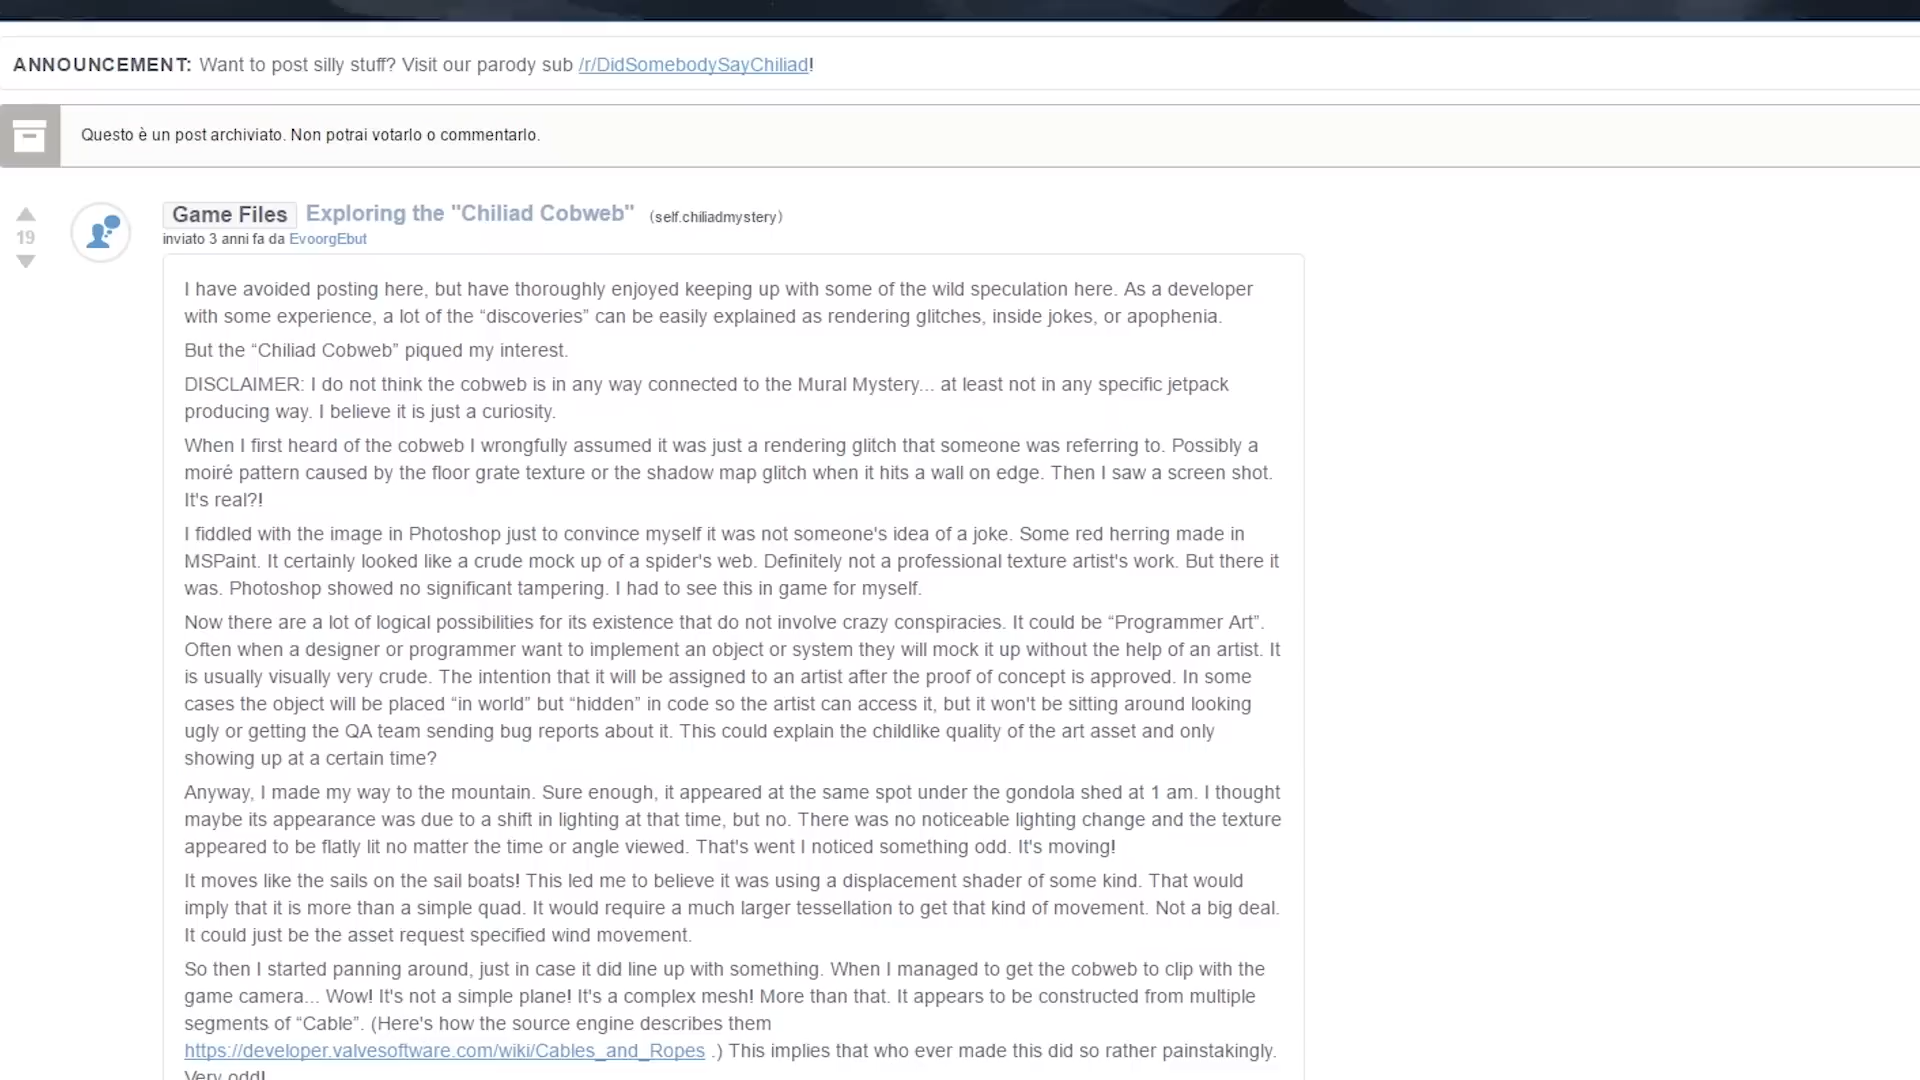 ANNOUNCEMENT: Want to post silly stuff? Visit our parody sub /r/DidSomebodySayChiliad!
Questo è un post archiviato. Non potrai votarlo o commentarlo.
19
Game Files Exploring the "Chiliad Cobweb" (self.chiliadmystery)
inviato 3 anni fa da EvoorgEbut
I have avoided posting here, but have thoroughly enjoyed keeping up with some of the wild speculation here. As a developer
with some experience, a lot of the “discoveries” can be easily explained as rendering glitches, inside jokes, or apophenia.
But the “Chiliad Cobweb” piqued my interest.
DISCLAIMER: I do not think the cobweb is in any way connected to the Mural Mystery... at least not in any specific jetpack
producing way. I believe it is just a curiosity.
When I first heard of the cobweb I wrongfully assumed it was just a rendering glitch that someone was referring to. Possibly a
moiré pattern caused by the floor grate texture or the shadow map glitch when it hits a wall on edge. Then I saw a screen shot.
It's real?!
I fiddled with the image in Photoshop just to convince myself it was not someone's idea of a joke. Some red herring made in
MSPaint. It certainly looked like a crude mock up of a spider's web. Definitely not a professional texture artist's work. But there it
was. Photoshop showed no significant tampering. I had to see this in game for myself.
Now there are a lot of logical possibilities for its existence that do not involve crazy conspiracies. It could be “Programmer Art”.
Often when a designer or programmer want to implement an object or system they will mock it up without the help of an artist. It
is usually visually very crude. The intention that it will be assigned to an artist after the proof of concept is approved. In some
cases the object will be placed “in world” but “hidden” in code so the artist can access it, but it won't be sitting around looking
ugly or getting the QA team sending bug reports about it. This could explain the childlike quality of the art asset and only
showing up at a certain time?
Anyway, I made my way to the mountain. Sure enough, it appeared at the same spot under the gondola shed at 1 am. I thought
maybe its appearance was due to a shift in lighting at that time, but no. There was no noticeable lighting change and the texture
appeared to be flatly lit no matter the time or angle viewed. That's went I noticed something odd. It's moving!
It moves like the sails on the sail boats! This led me to believe it was using a displacement shader of some kind. That would
imply that it is more than a simple quad. It would require a much larger tessellation to get that kind of movement. Not a big deal.
It could just be the asset request specified wind movement.
So then I started panning around, just in case it did line up with something. When I managed to get the cobweb to clip with the
game camera... Wow! It's not a simple plane! It's a complex mesh! More than that. It appears to be constructed from multiple
segments of “Cable”. (Here's how the source engine describes them
https://developer.valvesoftware.com/wiki/Cables_and_Ropes .) This implies that who ever made this did so rather painstakingly.
Very odd!